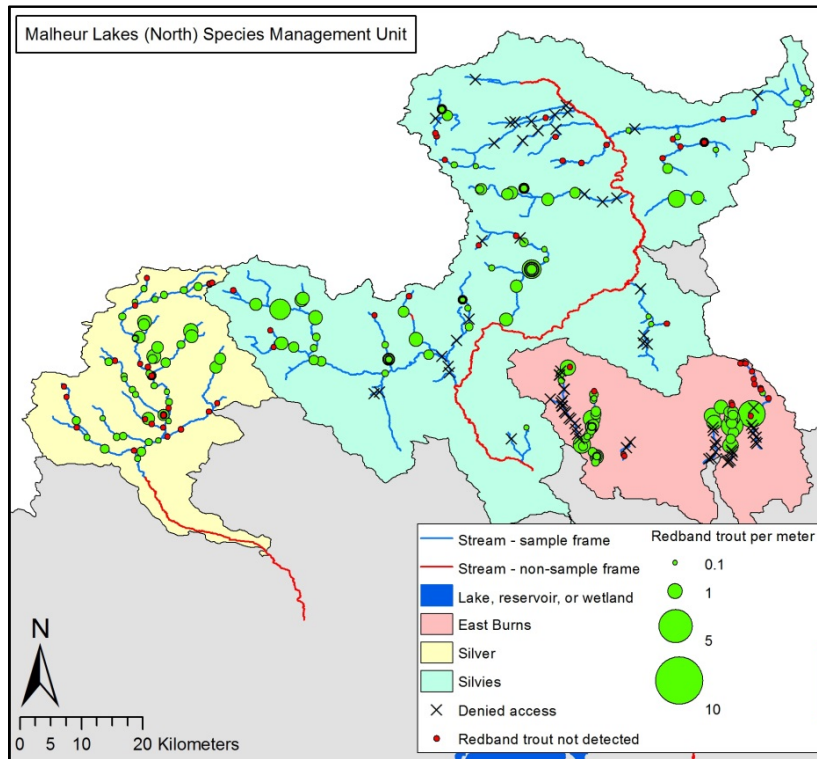 Malheur Lakes (North) Species Management Unit
Stream - sample frame
Stream - non-sample frame
Lake, reservoir, or wetland
East Burns
Silver
Silvies
Denied access
Redband trout not detected
Redband trout per meter
0.1
1
5
10
N
0 5 10 20 Kilometers